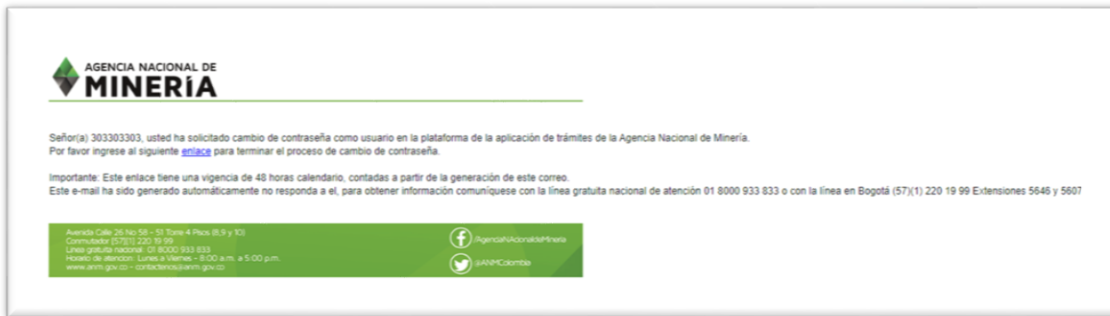 AGENCIA NACIONAL DE
MINERÍA
Señor(a) 303303303, usted ha solicitado cambio de contraseña como usuario en la plataforma de la aplicación de trámites de la Agencia Nacional de Minería.
Por favor ingrese al siguiente enlace para terminar el proceso de cambio de contraseña.
Importante: Este enlace tiene una vigencia de 48 horas calendario, contadas a partir de la generación de este correo.
Este e-mail ha sido generado automáticamente no responda a el, para obtener información comuníquese con la línea gratuita nacional de atención 01 8000 933 833 o con la línea en Bogotá (57)(1) 220 19 99 Extensiones 5646 y 5607
Avenida Calle 26 No 58 - 51 Torre 4 Pisos (8,9 y 10)
Conmutador [57](1) 220 19 99
Línea gratuita nacional: 01 8000 933 833
Horario de atencion: Lunes a Viernes - 8:00 a.m. a 5:00 p.m.
www.anm.gov.co - contactenos@anm.gov.co
/AgenciaNAcionaldeMineria
@ANMColombia